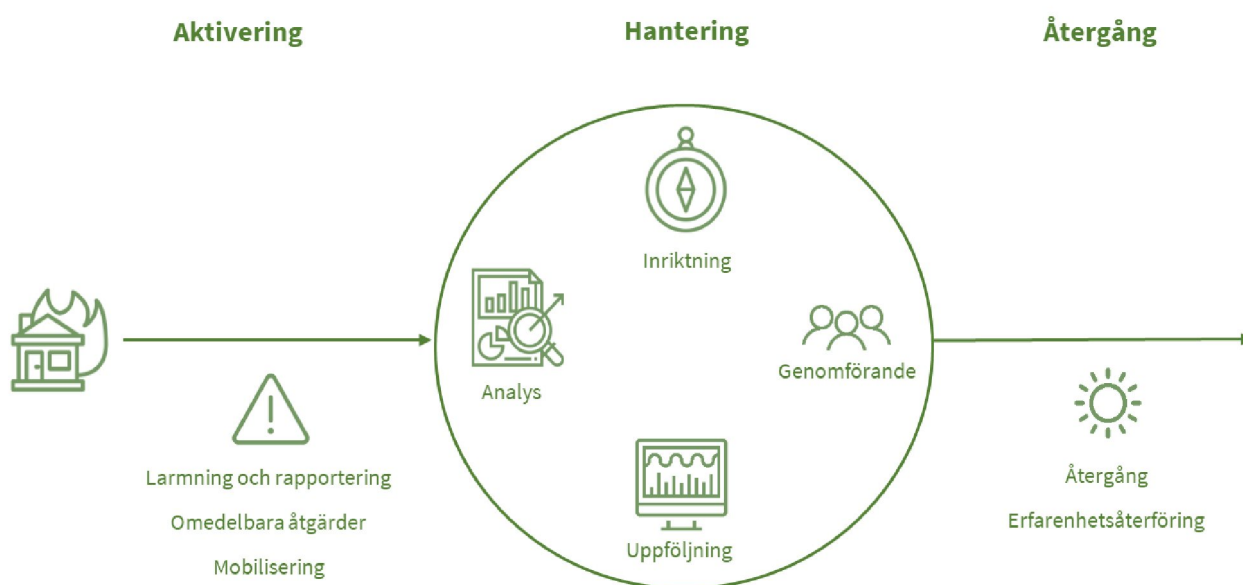 Aktivering
Hantering
Återgång
Inriktning
Analys
Genomförande
Uppföljning
Larmning och rapportering
Omedelbara åtgärder
Mobilisering
Återgång
Erfarenhetsåterföring